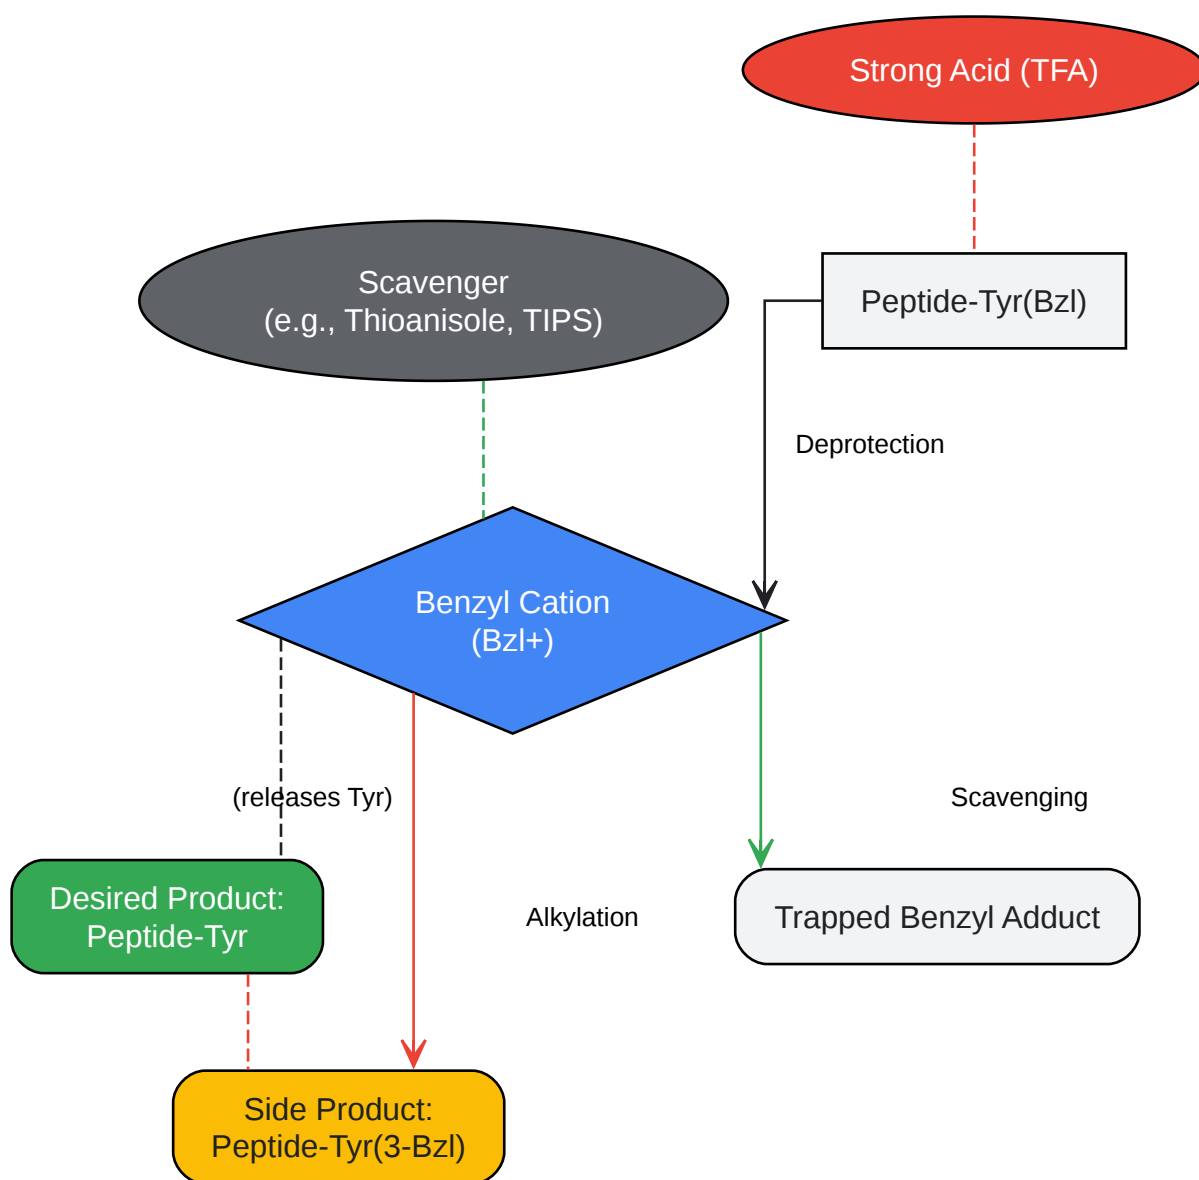 Strong Acid (TFA)
Scavenger
(e.g., Thioanisole, TIPS)
Peptide-Tyr(Bzl)
Deprotection
Benzyl Cation
(Bzl+)
(releases Tyr)
Scavenging
Desired Product:
Peptide-Tyr
Alkylation
Trapped Benzyl Adduct
Side Product:
Peptide-Tyr(3-Bzl)